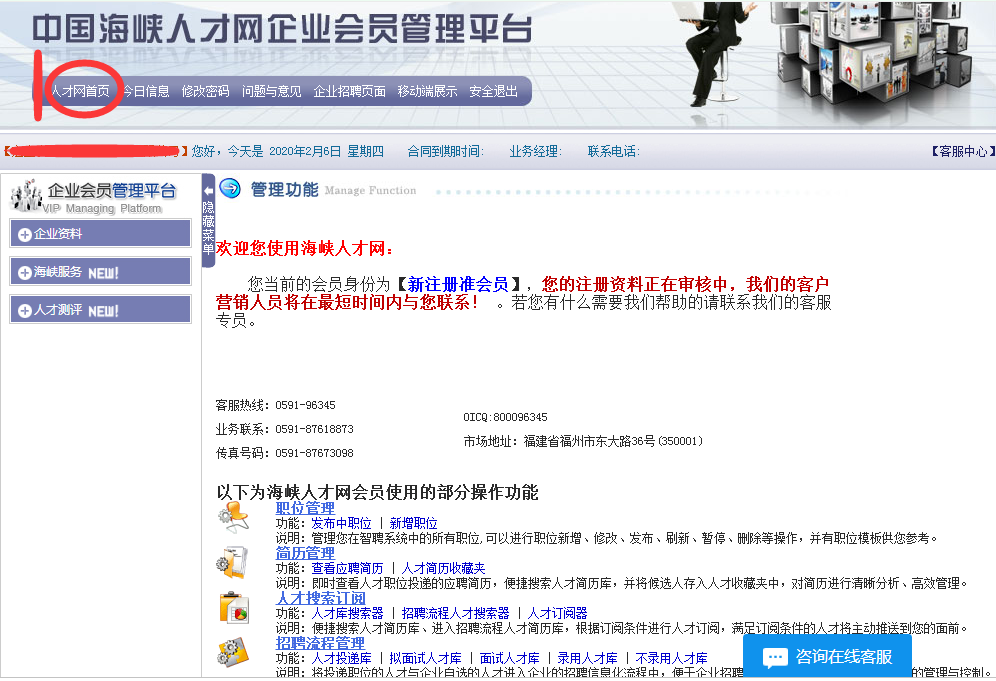 中国海峡人才网企业会员管理平台
人才网首页 今日信息 修改密码 问题与意见 企业招聘页面 移动端展示 安全退出
】您好，今天是 2020年2月6日 星期四 合同到期时间: 业务经理: 联系电话: 【客服中心】
企业会员管理平台
VIP Managing Platform
企业资料
海峡服务 NEW!
人才测评 NEW!
隐藏菜单
管理功能 Manage Function
欢迎您使用海峡人才网。
您当前的会员身份为【新注册准会员】，您的注册资料正在审核中，我们的客户
营销人员将在最短时间内与您联系！ 。若您有什么需要我们帮助的请联系我们的客服
专员。
客服热线: 0591-96345
OICQ:800096345
业务联系: 0591-87618873
市场地址: 福建省福州市东大路36号(350001)
传真号码: 0591-87673098
以下为海峡人才网会员使用的部分操作功能
职位管理
功能: 发布中职位 | 新增职位
说明: 管理您在智聘系统中的所有职位,可以进行职位新增、修改、发布、刷新、暂停、删除等操作，并有职位模板供您参考。
简历管理
功能: 查看应聘简历 | 人才简历收藏夹
说明: 即时查看人才职位投递的应聘简历，便捷搜索人才简历库，并将候选人存入人才收藏夹中，对简历进行清晰分析、高效管理。
人才搜索订阅
功能: 人才库搜索器 | 招聘流程人才搜索器 | 人才订阅器
说明: 便捷搜索人才简历库、进入招聘流程人才简历库，根据订阅条件进行人才订阅，满足订阅条件的人才将主动推送到您的面前。
招聘流程管理
功能: 人才投递库 | 拟面试人才库 | 面试人才库 | 录用人才库 | 不录用人才库
说明: 将投递职位的人才与企业自选的人才进入企业的招聘信息化流程中，便于企业招聘 的管理与控制。
咨询在线客服